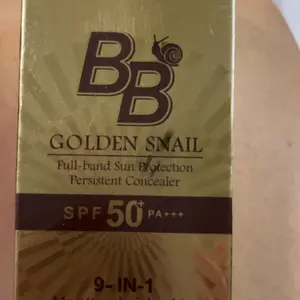 BB
GOLDEN SNAIL
Full-band Sun Protection
Persistent Concealer
SPF 50+ PA+++
9-IN-1